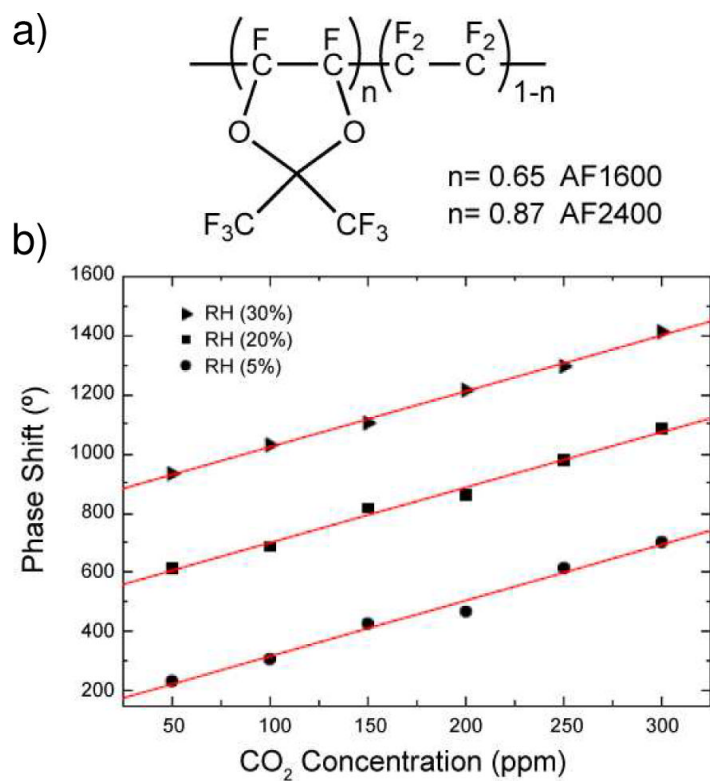 a)
F F F₂ F₂
C C n C C 1-n
O O
F₃C CF₃
n= 0.65 AF1600
n= 0.87 AF2400
b)
1600
1400
1200
1000
800
600
400
200
Phase Shift (º)
RH (30%)
RH (20%)
RH (5%)
50 100 150 200 250 300
CO₂ Concentration (ppm)